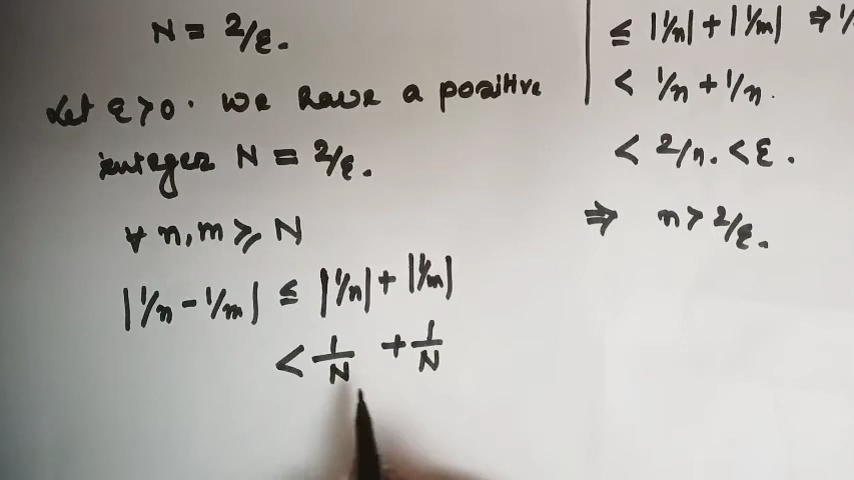 N = 2/ε.
Let ε>0. We have a positive
integer N = 2/ε.
∀ n, m ≥ N
|1/n - 1/m| ≤ |1/n| + |1/m|
< 1/N + 1/N
≤ |1/n| + |1/m| ⇒ 1/
< 1/n + 1/n.
< 2/n. < ε.
⇒ n > 2/ε.